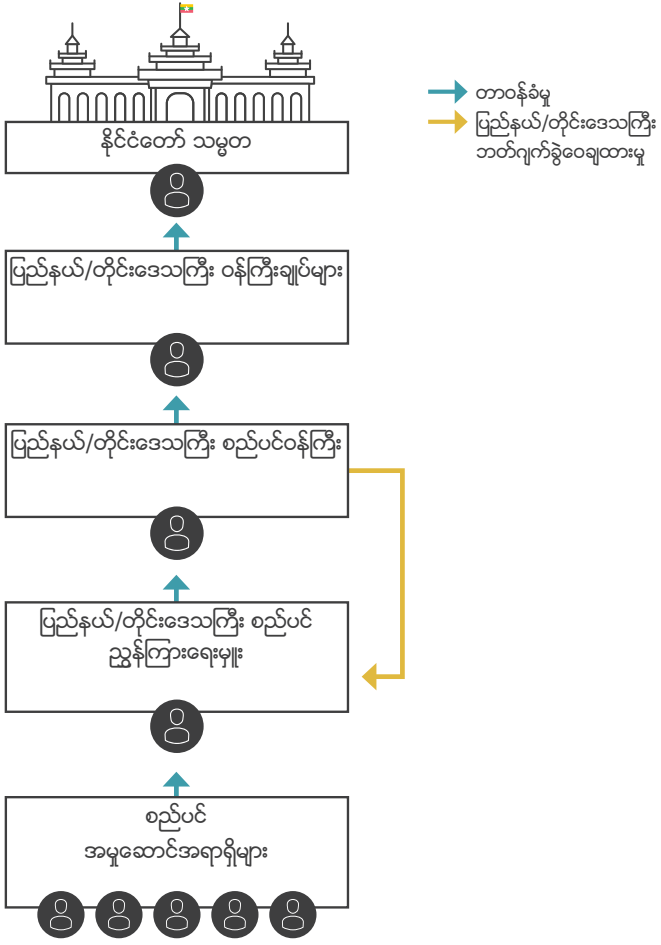 နိုင်ငံတော် သမ္မတ
တာဝန်ခံမှု
ပြည်နယ်/တိုင်းဒေသကြီး
ဘတ်ဂျက်ခွဲဝေချထားမှု
ပြည်နယ်/တိုင်းဒေသကြီး ဝန်ကြီးချုပ်များ
ပြည်နယ်/တိုင်းဒေသကြီး စည်ပင်ဝန်ကြီး
ပြည်နယ်/တိုင်းဒေသကြီး စည်ပင်
ညွှန်ကြားရေးမှူး
စည်ပင်
အမှုဆောင်အရာရှိများ